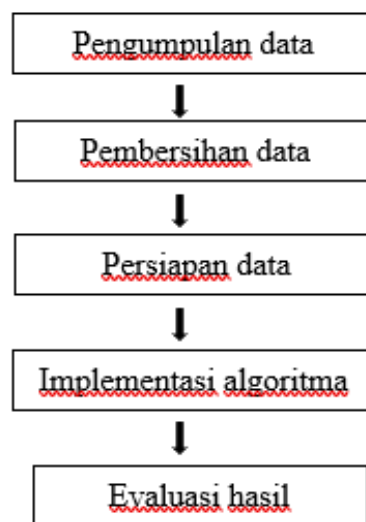 Pengumpulan data
Pembersihan data
Persiapan data
Implementasi algoritma
Evaluasi hasil